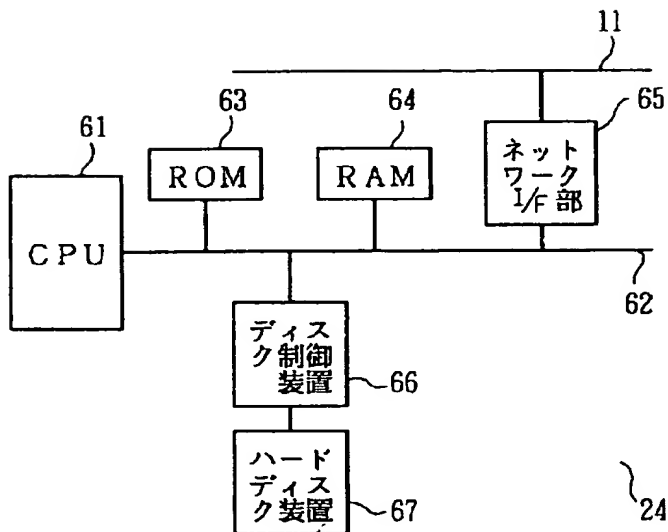 11
63
64
65
61
ROM
RAM
ネット
ワーク
I/F部
CPU
62
ディス
ク制御
装置
66
ハード
ディス
ク装置
67
24